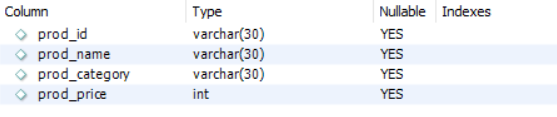 Column Type Nullable Indexes
prod_id varchar(30) YES
prod_name varchar(30) YES
prod_category varchar(30) YES
prod_price int YES